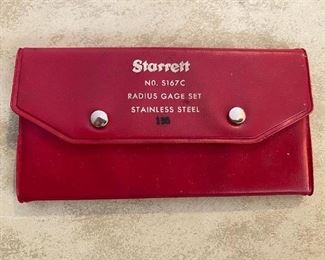 Starrett
NO. S167C
RADIUS GAGE SET
STAINLESS STEEL